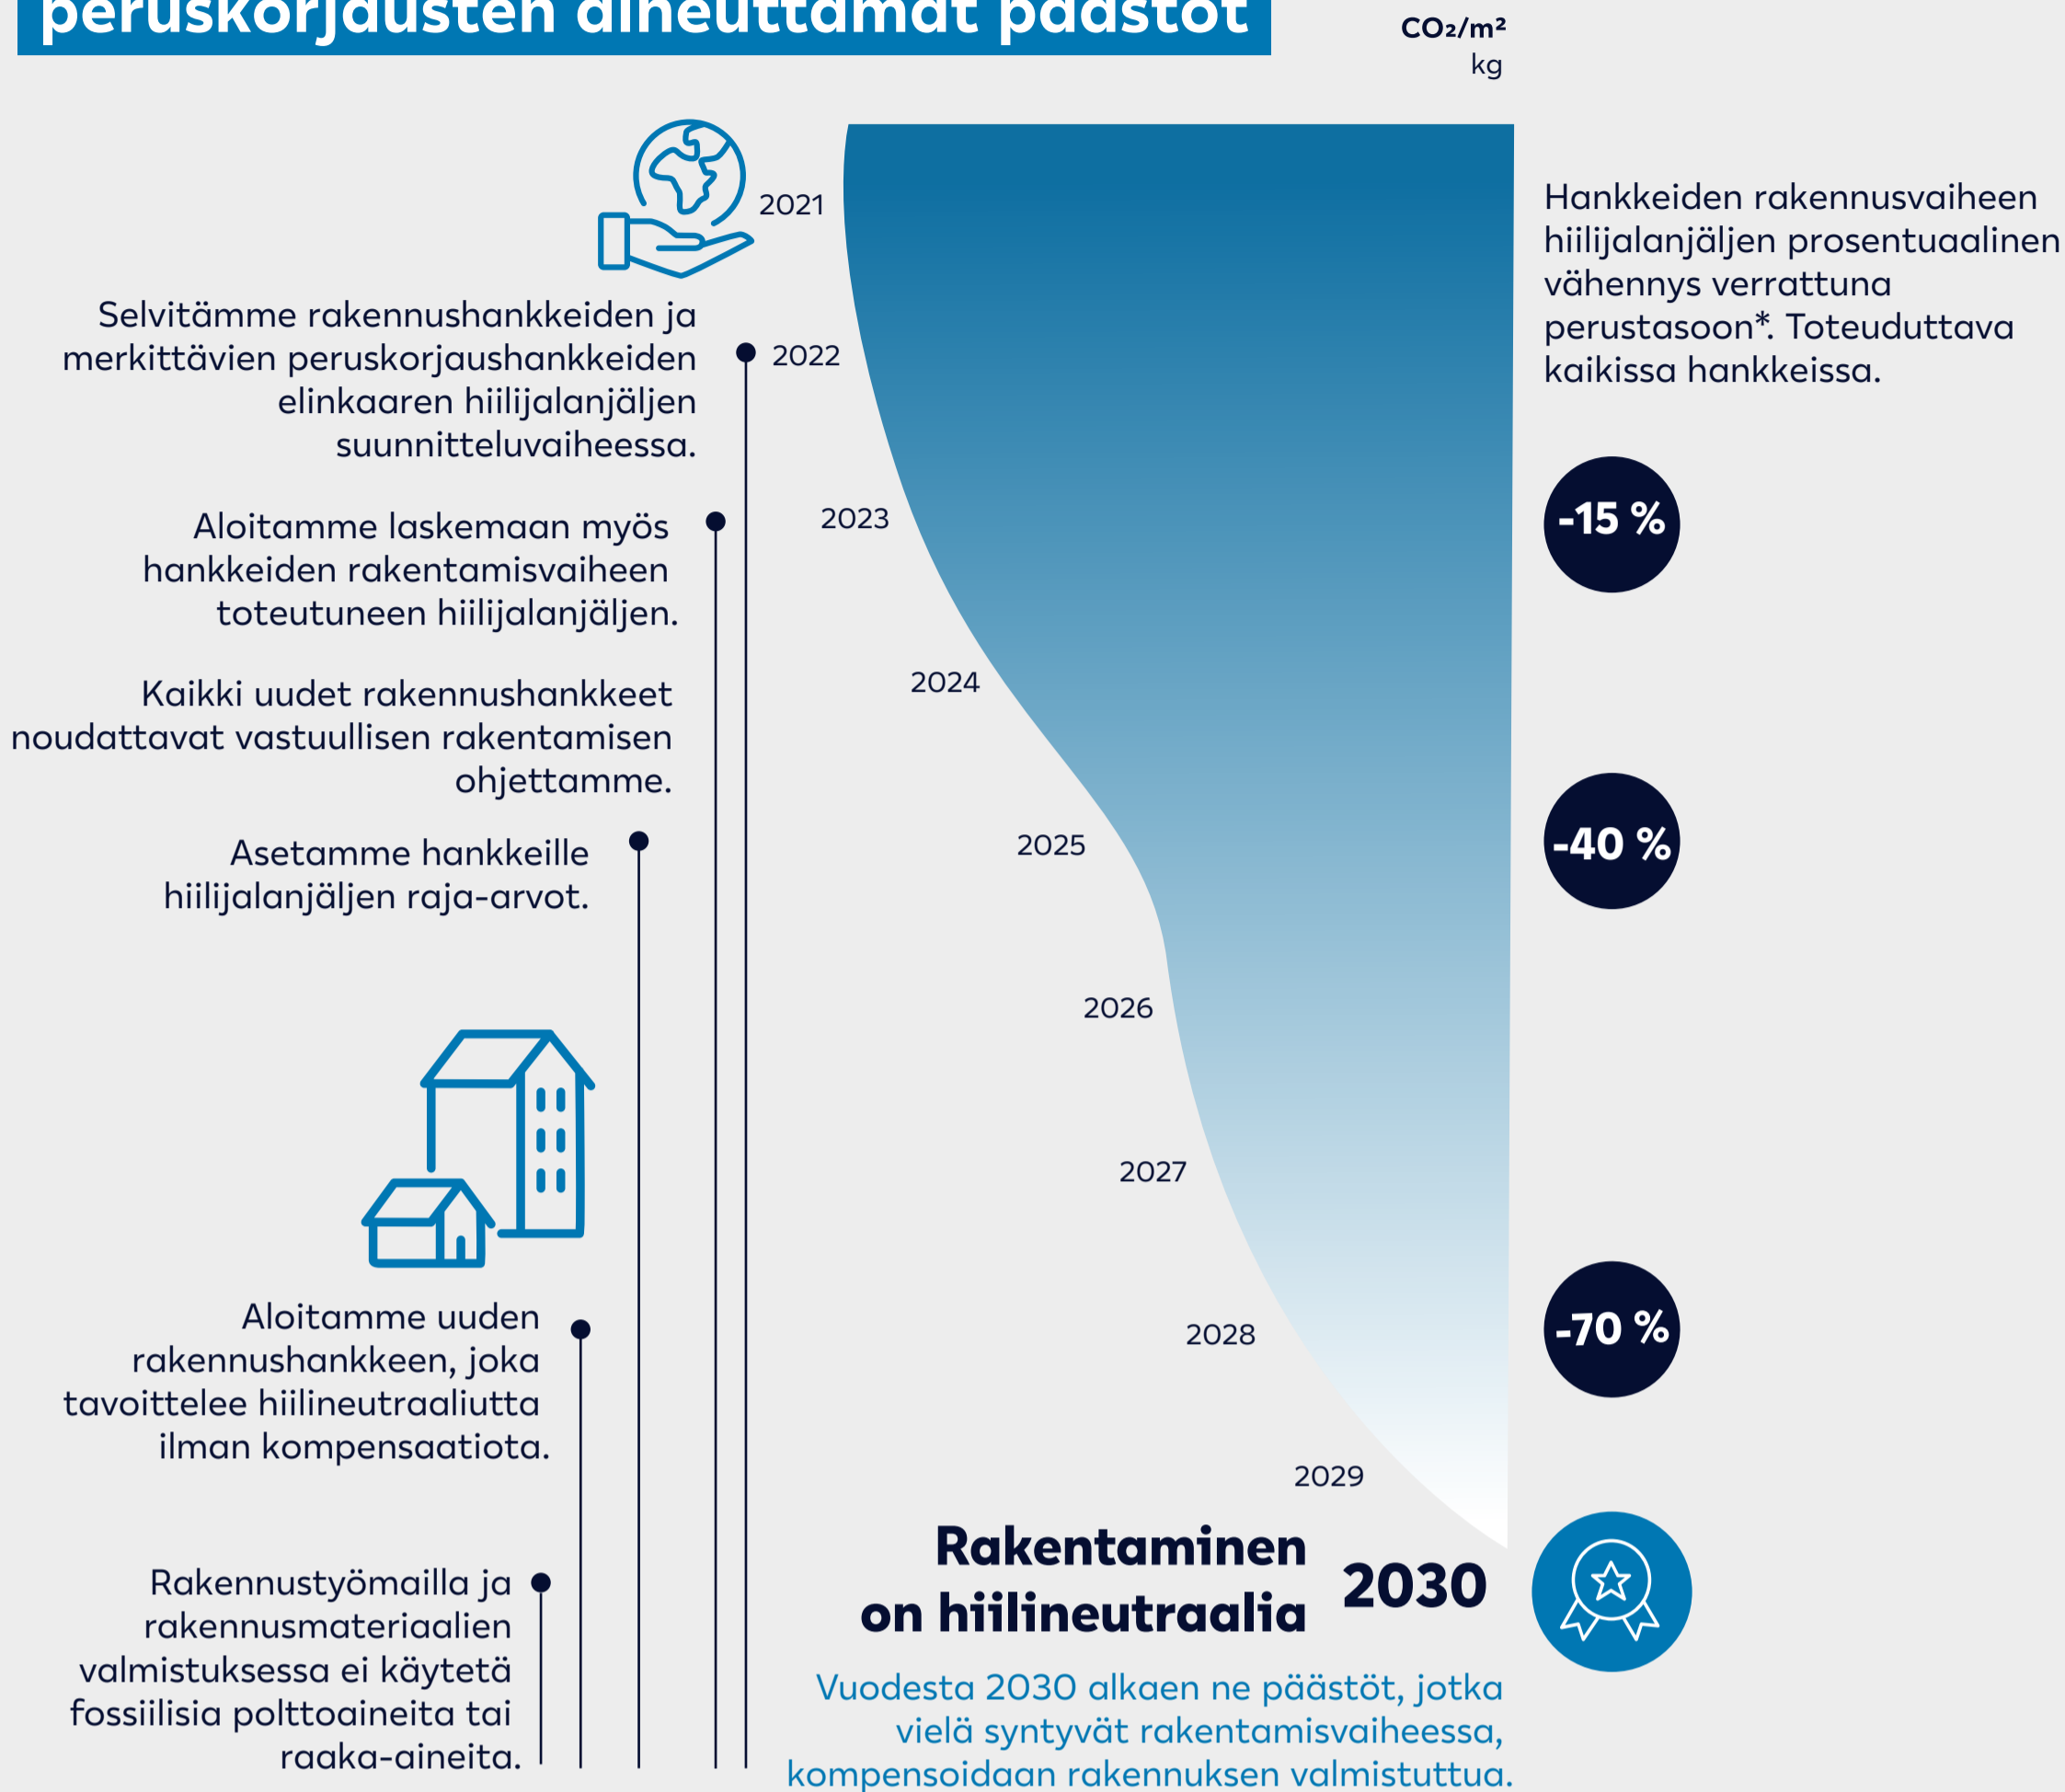 peruskorjausten aiheuttamat päästöt
CO₂/m²
kg
2021
Hankkeiden rakennusvaiheen
hiilijalanjäljen prosentuaalinen
vähennys verrattuna
perustasoon*. Toteuduttava
kaikissa hankkeissa.
Selvitämme rakennushankkeiden ja
merkittävien peruskorjaushankkeiden
elinkaaren hiilijalanjäljen
suunnitteluvaiheessa.
2022
Aloitamme laskemaan myös
hankkeiden rakentamisvaiheen
toteutuneen hiilijalanjäljen.
2023
-15 %
Kaikki uudet rakennushankkeet
noudattavat vastuullisen rakentamisen
ohjettamme.
2024
Asetamme hankkeille
hiilijalanjäljen raja-arvot.
2025
-40 %
2026
2027
Aloitamme uuden
rakennushankkeen, joka
tavoittelee hiilineutraaliutta
ilman kompensaatiota.
2028
-70 %
2029
Rakennustyömailla ja
rakennusmateriaalien
valmistuksessa ei käytetä
fossiilisia polttoaineita tai
raaka-aineita.
Rakentaminen
on hiilineutraalia
2030
Vuodesta 2030 alkaen ne päästöt, jotka
vielä syntyvät rakentamisvaiheessa,
kompensoidaan rakennuksen valmistuttua.